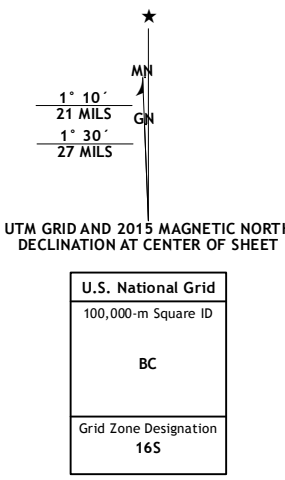 ★
MN
1° 10´
21 MILS
GN
1° 30´
27 MILS
UTM GRID AND 2015 MAGNETIC NORTH
DECLINATION AT CENTER OF SHEET
U.S. National Grid
100,000-m Square ID
BC
Grid Zone Designation
16S